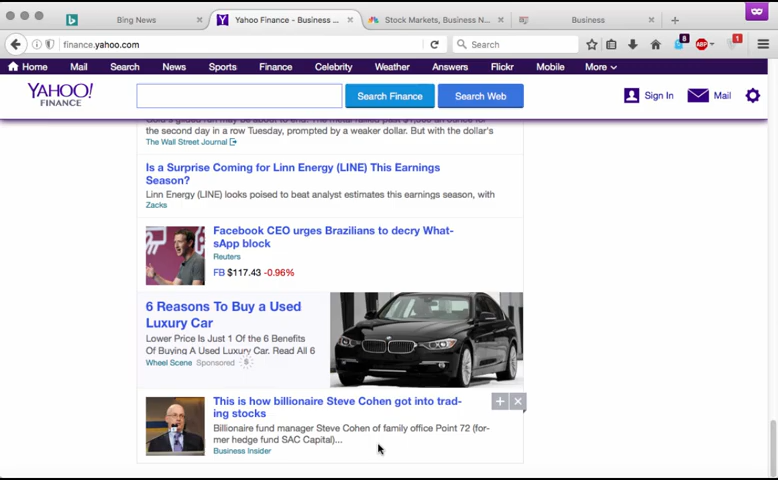 Bing News
Yahoo Finance - Business ...
Stock Markets, Business N...
Business
finance.yahoo.com
Search
8
ABP
1
Home Mail Search News Sports Finance Celebrity Weather Answers Flickr Mobile More
YAHOO!
FINANCE
Search Finance
Search Web
Sign In
Mail
the second day in a row Tuesday, prompted by a weaker dollar. But with the dollar's
The Wall Street Journal
Is a Surprise Coming for Linn Energy (LINE) This Earnings
Season?
Linn Energy (LINE) looks poised to beat analyst estimates this earnings season, with
Zacks
Facebook CEO urges Brazilians to decry What-
sApp block
Reuters
FB $117.43 -0.96%
6 Reasons To Buy a Used
Luxury Car
Lower Price Is Just 1 Of the 6 Benefits
Of Buying A Used Luxury Car. Read All 6
Wheel Scene Sponsored
This is how billionaire Steve Cohen got into trad-
ing stocks
Billionaire fund manager Steve Cohen of family office Point 72 (for-
mer hedge fund SAC Capital)...
Business Insider